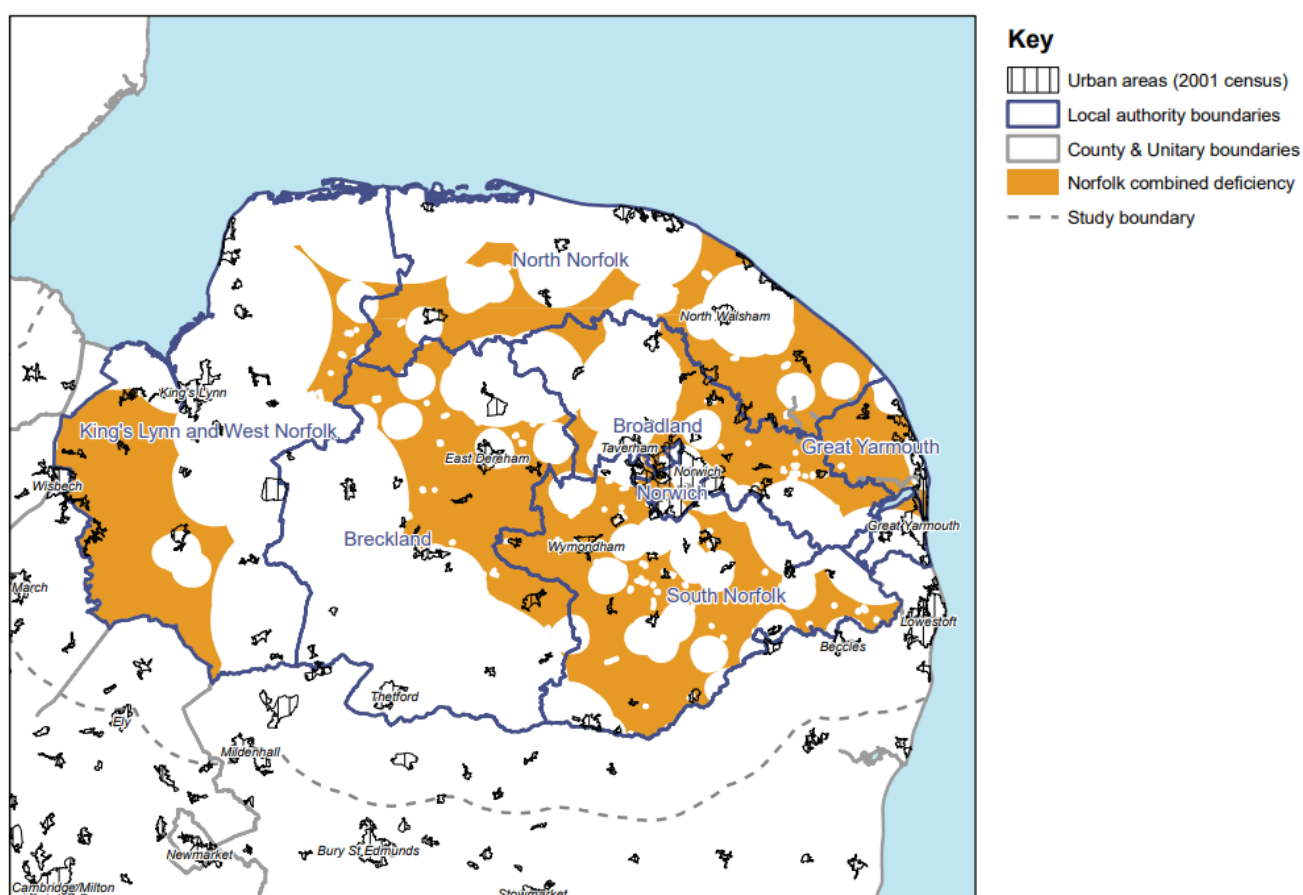 Key
Urban areas (2001 census)
Local authority boundaries
County & Unitary boundaries
Norfolk combined deficiency
Study boundary
North Norfolk
North Walsham
King's Lynn
King's Lynn and West Norfolk
Broadland
Taverham
Great Yarmouth
East Dereham
Norwich
Wisbech
Norwich
Great Yarmouth
Breckland
Wymondham
March
South Norfolk
Lowestoft
Beccles
Thetford
Ely
Mildenhall
Newmarket
Bury St.Edmunds
Cambridge/Milton
Stowmarket